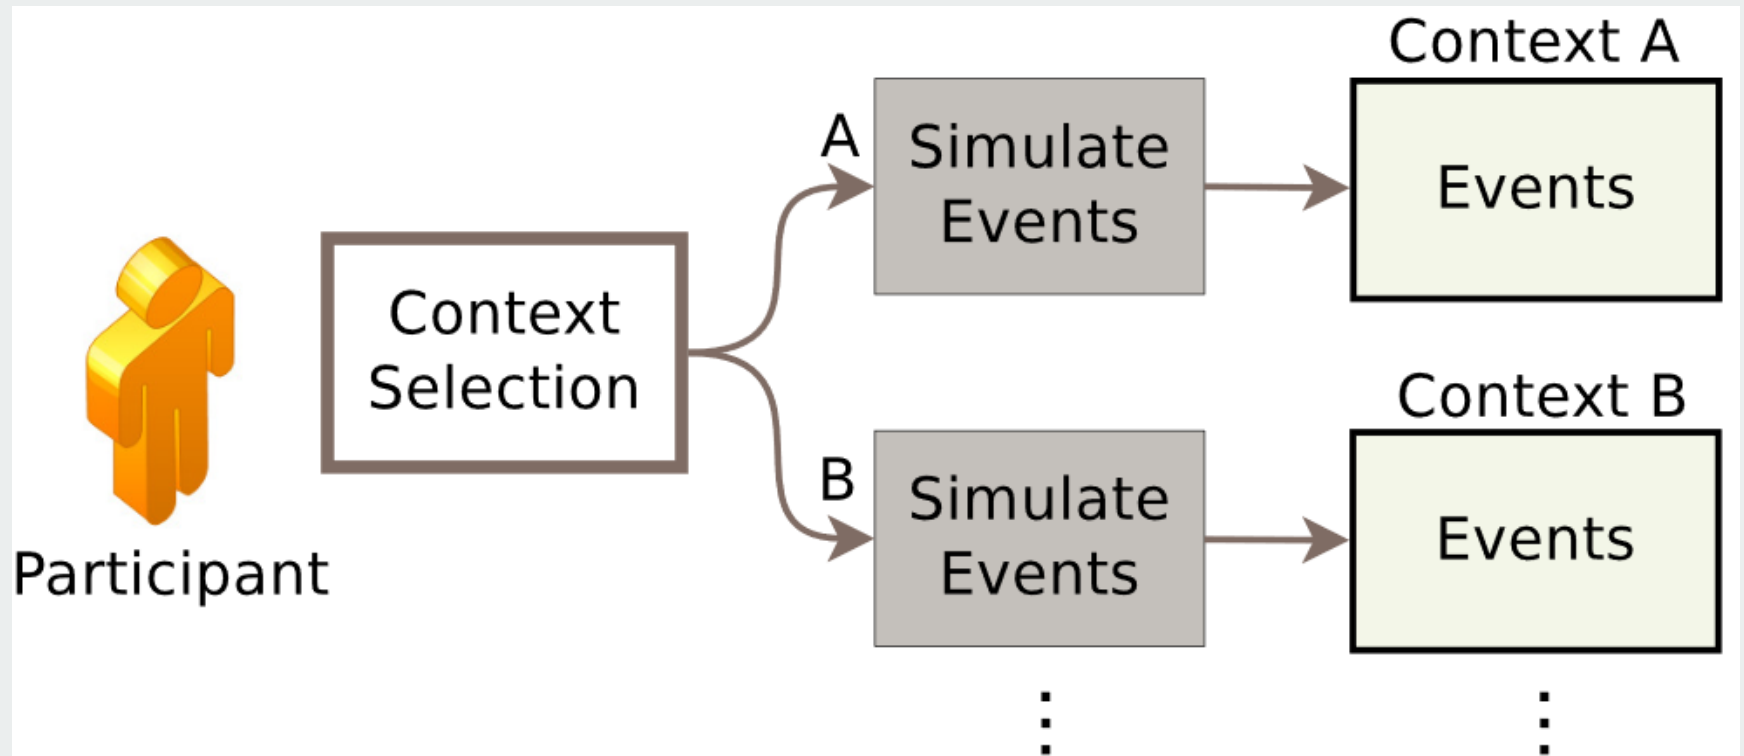 Context A
A
Simulate
Events
Events
Context
Selection
Participant
Context B
B
Simulate
Events
Events